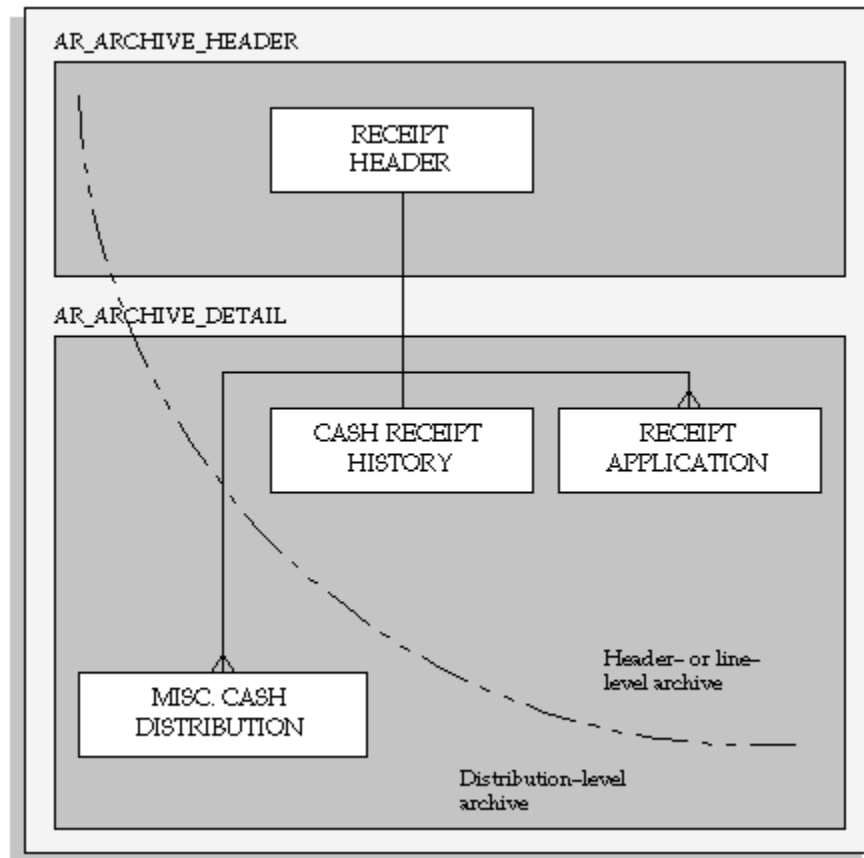 AR_ARCHIVE_HEADER
RECEIPT
HEADER
AR_ARCHIVE_DETAIL
CASH RECEIPT
HISTORY
RECEIPT
APPLICATION
Header– or line–
level archive
MISC. CASH
DISTRIBUTION
Distribution–level
archive